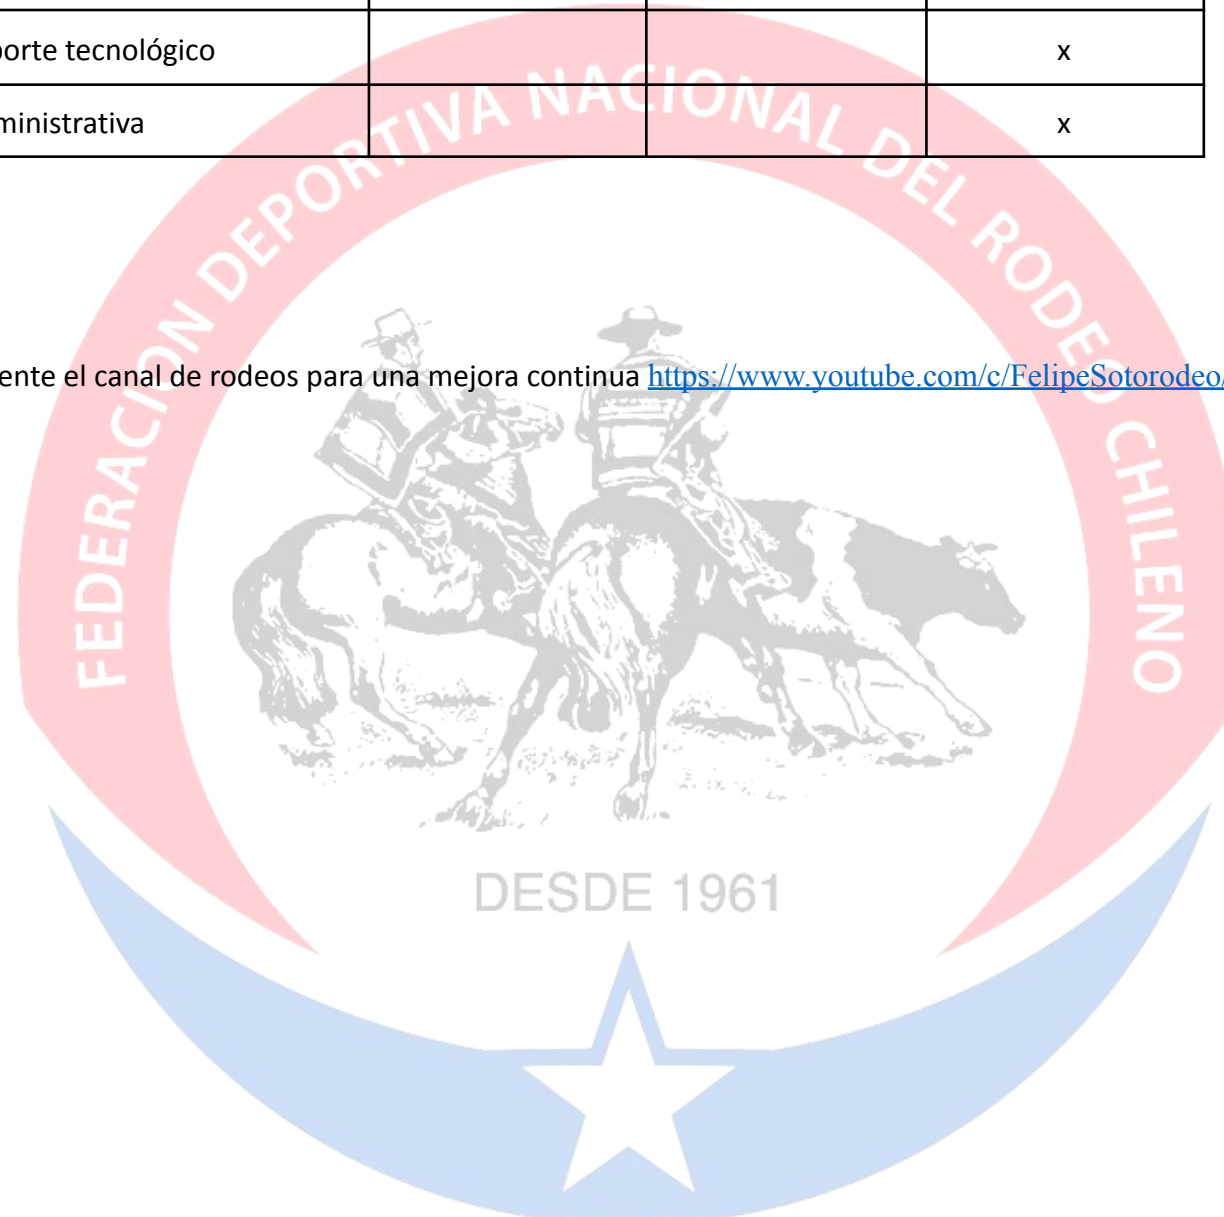 porte tecnológico x
ministrativa x
FEDERACION DEPORTIVA NACIONAL DEL RODEO CHILENO
ente el canal de rodeos para una mejora continua https://www.youtube.com/c/FelipeSotorodeo/
DESDE 1961